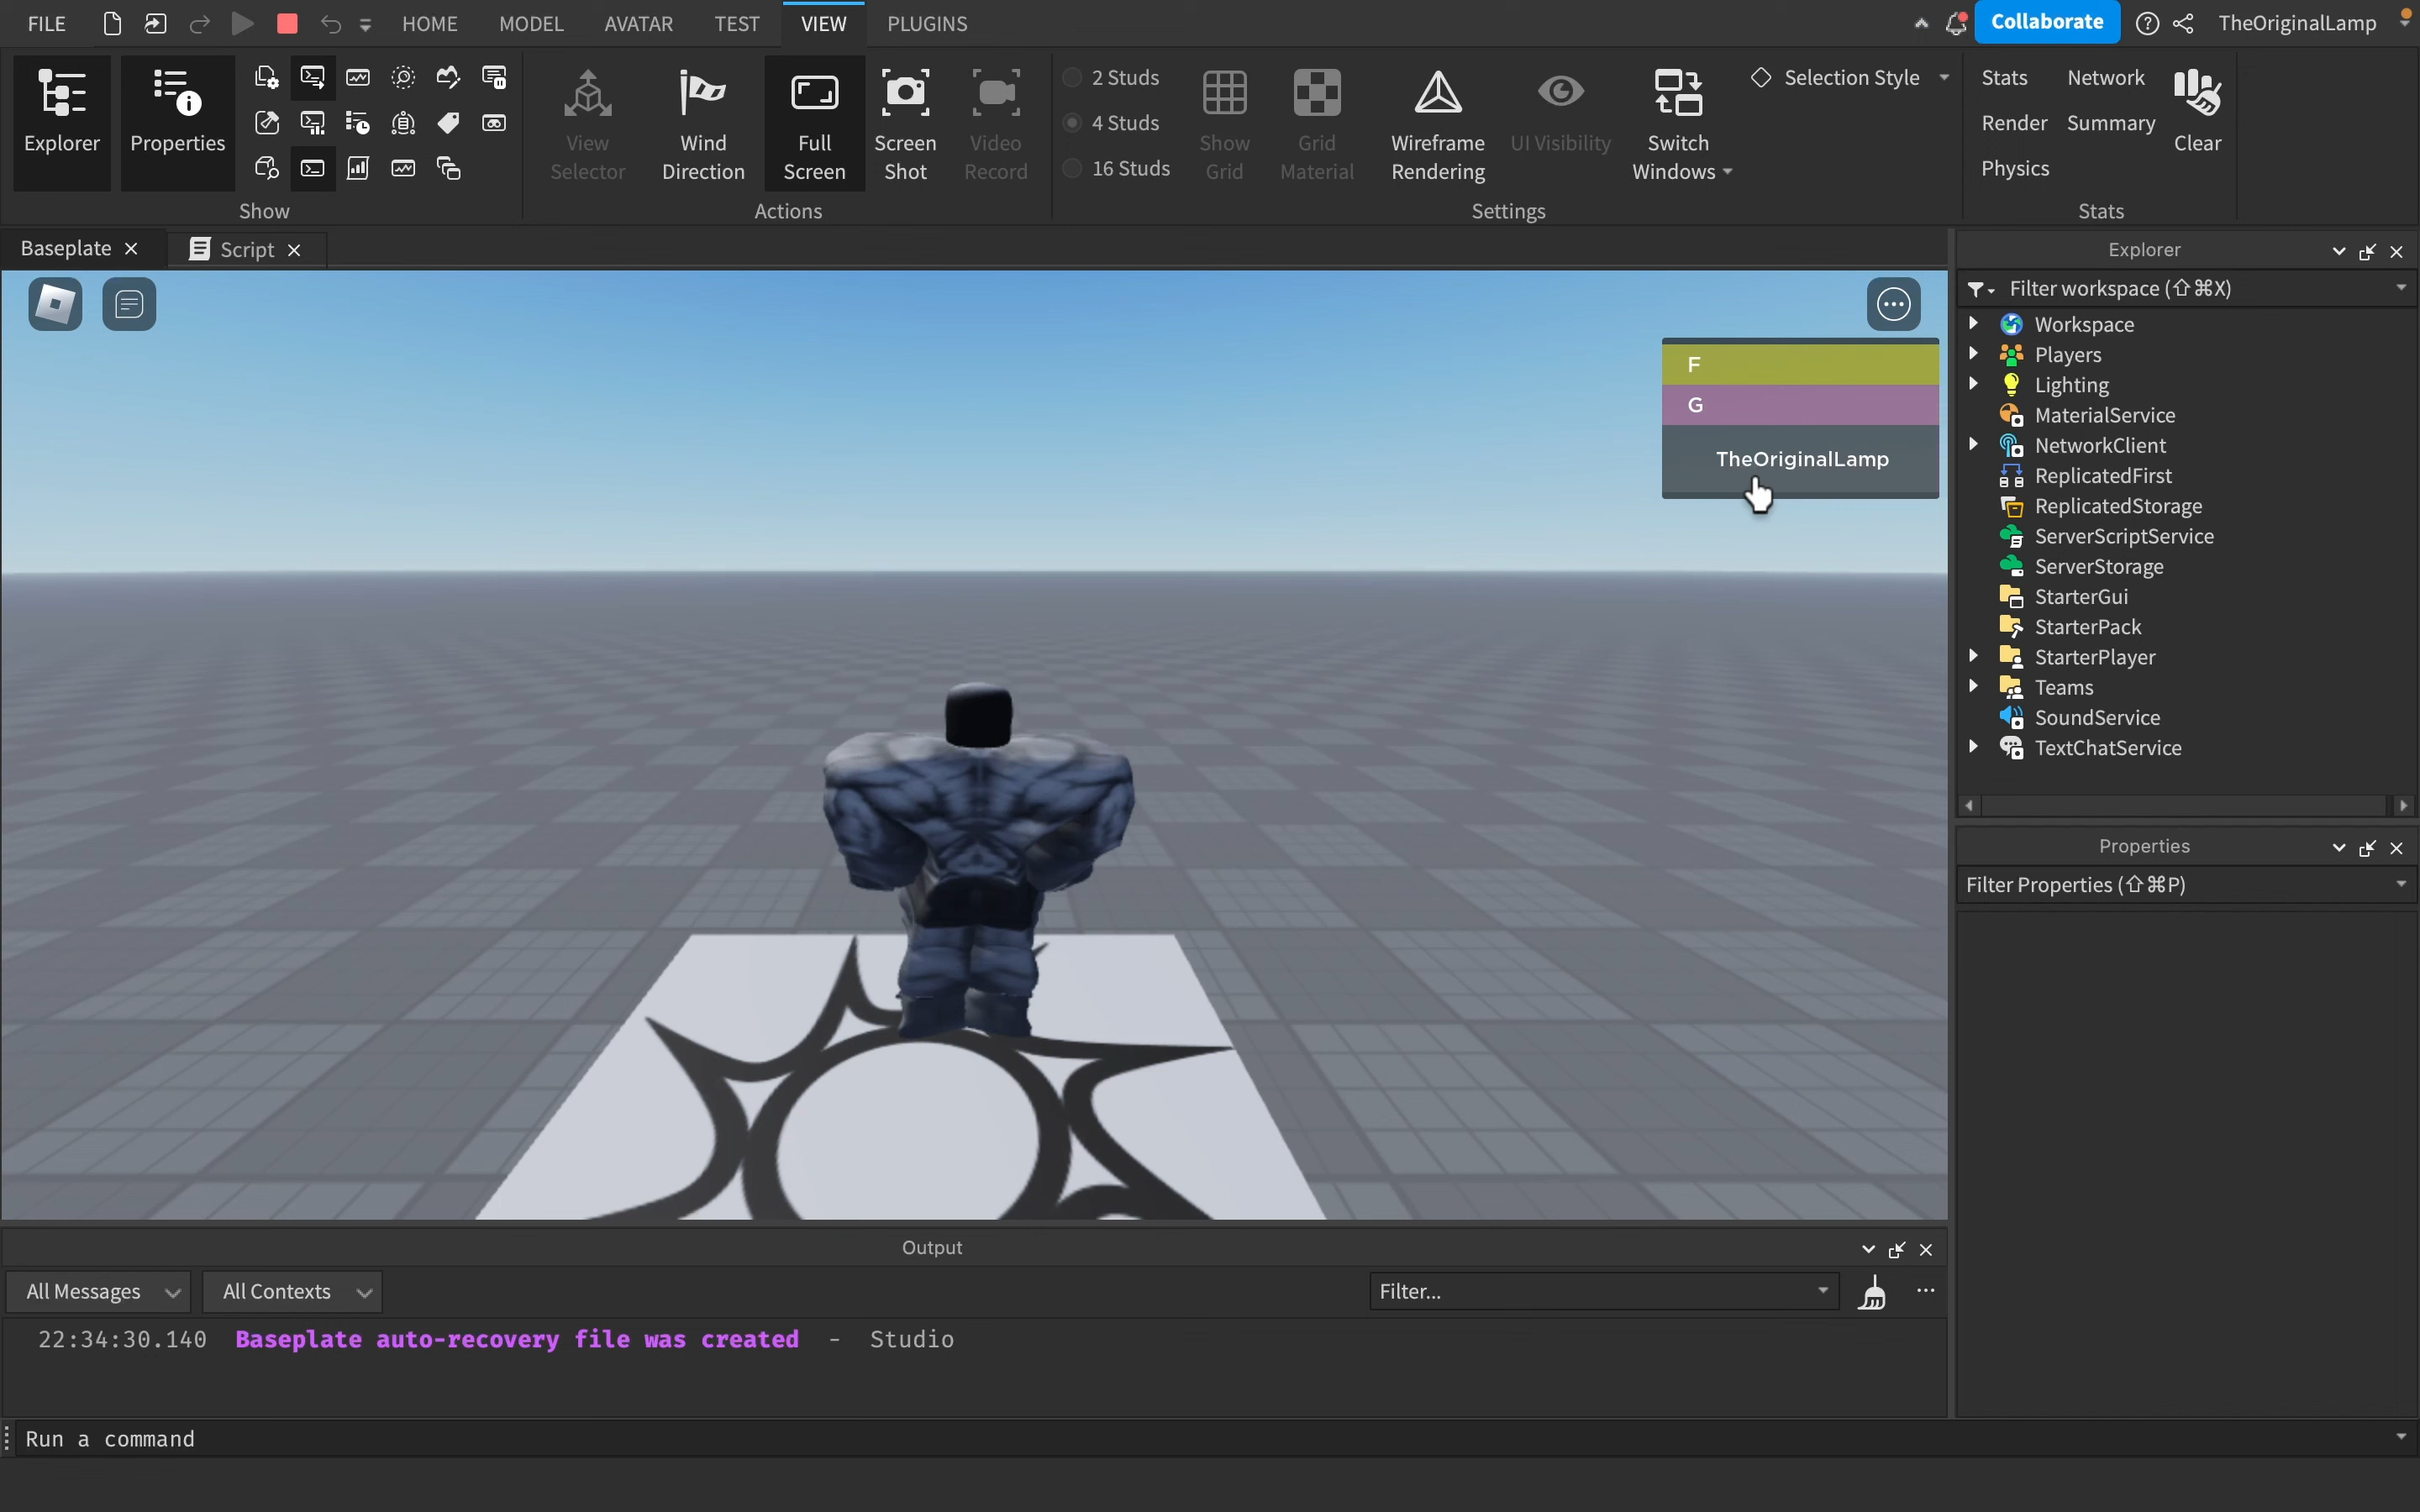 FILE HOME MODEL AVATAR TEST VIEW PLUGINS Collaborate TheOriginalLamp
Explorer
Properties
Show
View
Selector
Wind
Direction
Full
Screen
Screen
Shot
Video
Record
Actions
2 Studs
4 Studs
16 Studs
Show
Grid
Grid
Material
Wireframe
Rendering
UI Visibility
Switch
Windows
Selection Style
Settings
Stats Network
Render Summary
Physics
Clear
Stats
Baseplate
Script
F
G
TheOriginalLamp
Explorer
Filter workspace (⇧⌘X)
Workspace
Players
Lighting
MaterialService
NetworkClient
ReplicatedFirst
ReplicatedStorage
ServerScriptService
ServerStorage
StarterGui
StarterPack
StarterPlayer
Teams
SoundService
TextChatService
Properties
Filter Properties (⇧⌘P)
Output
All Messages All Contexts Filter...
22:34:30.140 Baseplate auto-recovery file was created - Studio
Run a command